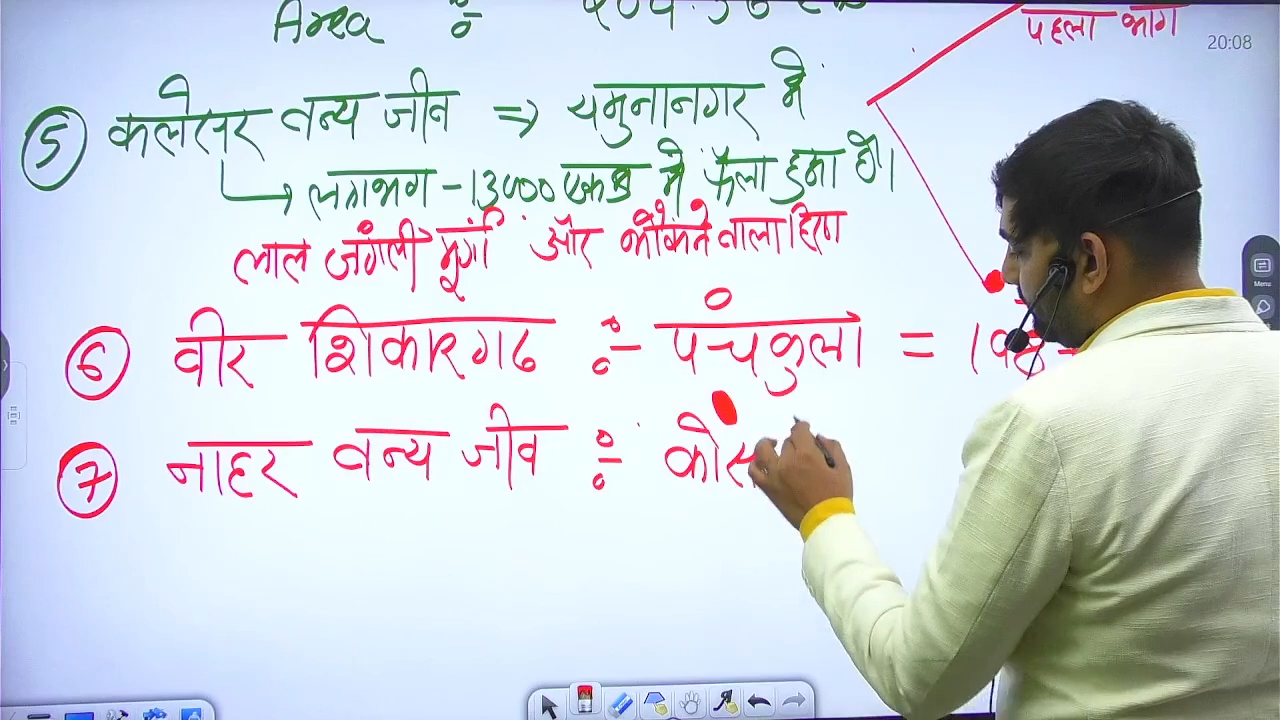 Area ÷
पहला भाग
20:08
5 कलेसर वन्य जीव => यमुनानगर में
लगभग - 13000 एकड़ में फैला हुआ है।
लाल जंगली मुर्गा और भौकने वाला हिरण
6 वीर शिकारगढ ÷ पंचकुला =
7 नाहर वन्य जीव ÷ कोस
Menu